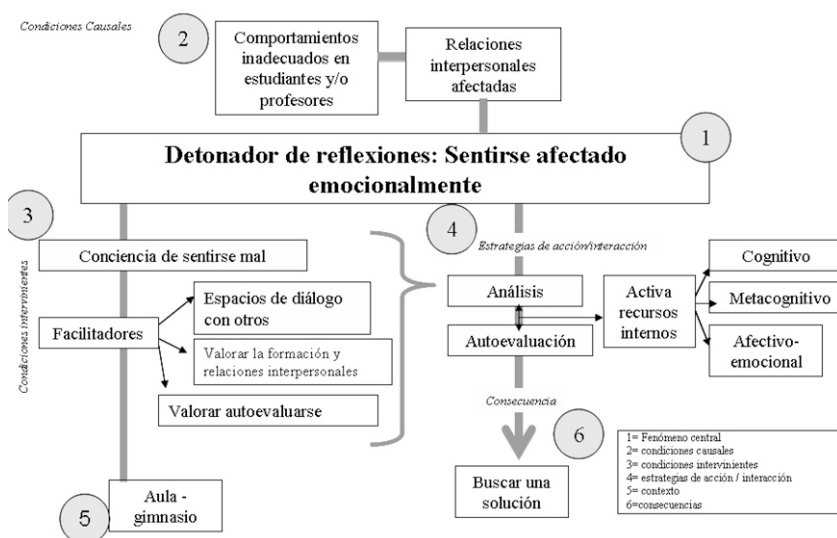 Condiciones Causales
2
Comportamientos
inadecuados en
estudiantes y/o
profesores
Relaciones
interpersonales
afectadas
1
Detonador de reflexiones: Sentirse afectado
emocionalmente
3
Condiciones intervinientes
Conciencia de sentirse mal
Facilitadores
Espacios de diálogo
con otros
Valorar la formación y
relaciones interpersonales
Valorar autoevaluarse
5
Aula -
gimnasio
4
Estrategias de acción/interacción
Análisis
Autoevaluación
Activa
recursos
internos
Cognitivo
Metacognitivo
Afectivo-
emocional
Consecuencia
6
Buscar una
solución
1= Fenómeno central
2= condiciones causales
3= condiciones intervinientes
4= estrategias de acción / interacción
5= contexto
6=consecuencias